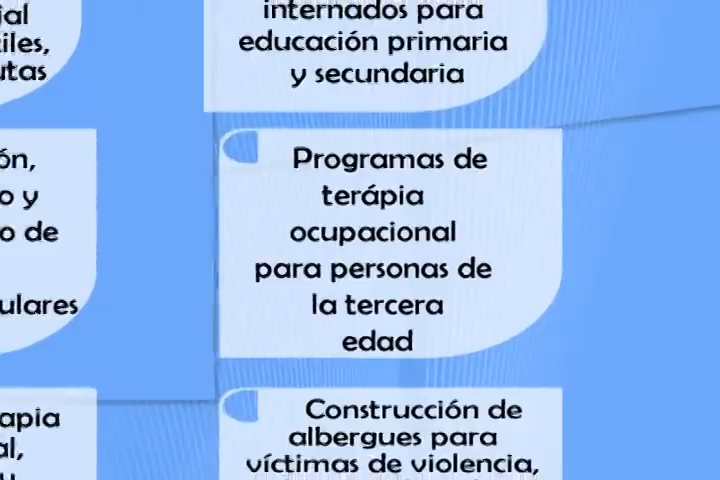 internados para
educación primaria
y secundaria
Programas de
terápia
ocupacional
para personas de
la tercera
edad
o y
o de
Construcción de
albergues para
víctimas de violencia,